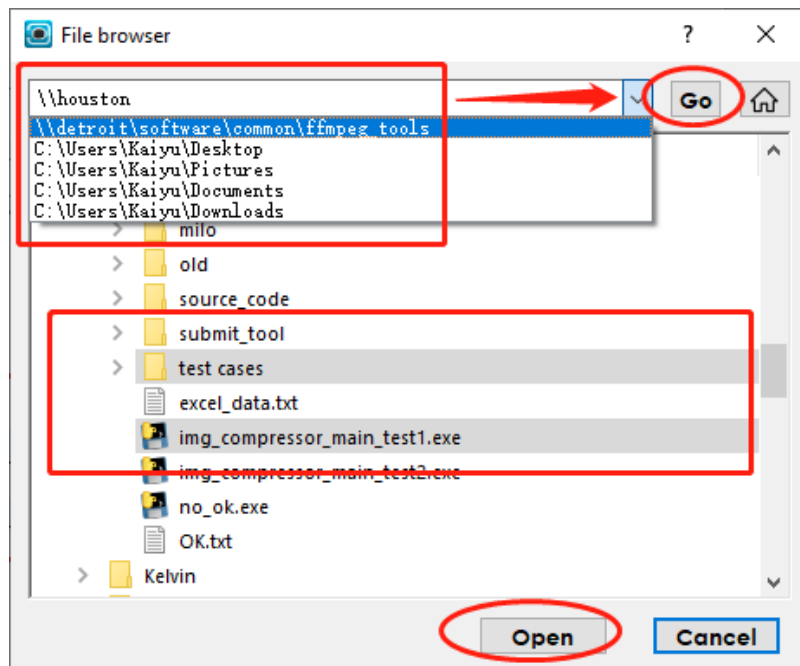 File browser
?
\\houston
Go
\\detroit\software\common\ffmpeg_tools
C:\Users\Kaiyu\Desktop
C:\Users\Kaiyu\Pictures
C:\Users\Kaiyu\Documents
C:\Users\Kaiyu\Downloads
milo
old
source_code
submit_tool
test cases
excel_data.txt
img_compressor_main_test1.exe
img_compressor_main_test2.exe
no_ok.exe
OK.txt
Kelvin
Open
Cancel